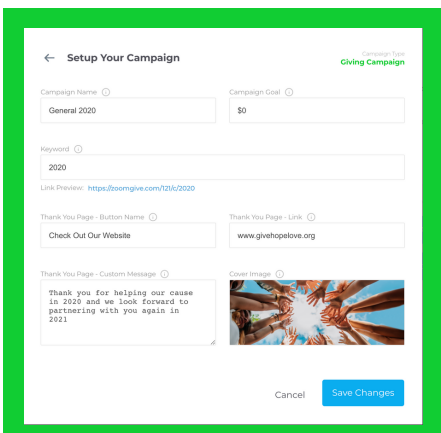 ← Setup Your Campaign
Campaign Type
Giving Campaign
Campaign Name
Campaign Goal
General 2020
$0
Keyword
2020
Link Preview: https://zoomgive.com/121/c/2020
Thank You Page - Button Name
Thank You Page - Link
Check Out Our Website
www.givehopelove.org
Thank You Page - Custom Message
Cover Image
Thank you for helping our cause
in 2020 and we look forward to
partnering with you again in
2021
Cancel
Save Changes